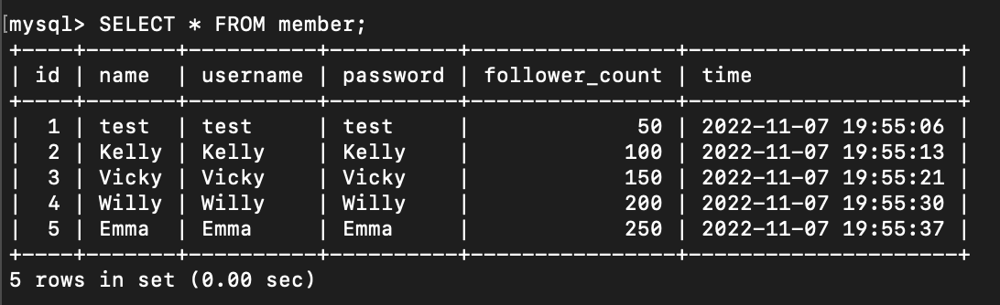 [mysql> SELECT * FROM member;
+----+-------+----------+----------+----------------+---------------------+
| id | name  | username | password | follower_count | time                |
+----+-------+----------+----------+----------------+---------------------+
|  1 | test  | test     | test     |             50 | 2022-11-07 19:55:06 |
|  2 | Kelly | Kelly    | Kelly    |            100 | 2022-11-07 19:55:13 |
|  3 | Vicky | Vicky    | Vicky    |            150 | 2022-11-07 19:55:21 |
|  4 | Willy | Willy    | Willy    |            200 | 2022-11-07 19:55:30 |
|  5 | Emma  | Emma     | Emma     |            250 | 2022-11-07 19:55:37 |
+----+-------+----------+----------+----------------+---------------------+
5 rows in set (0.00 sec)